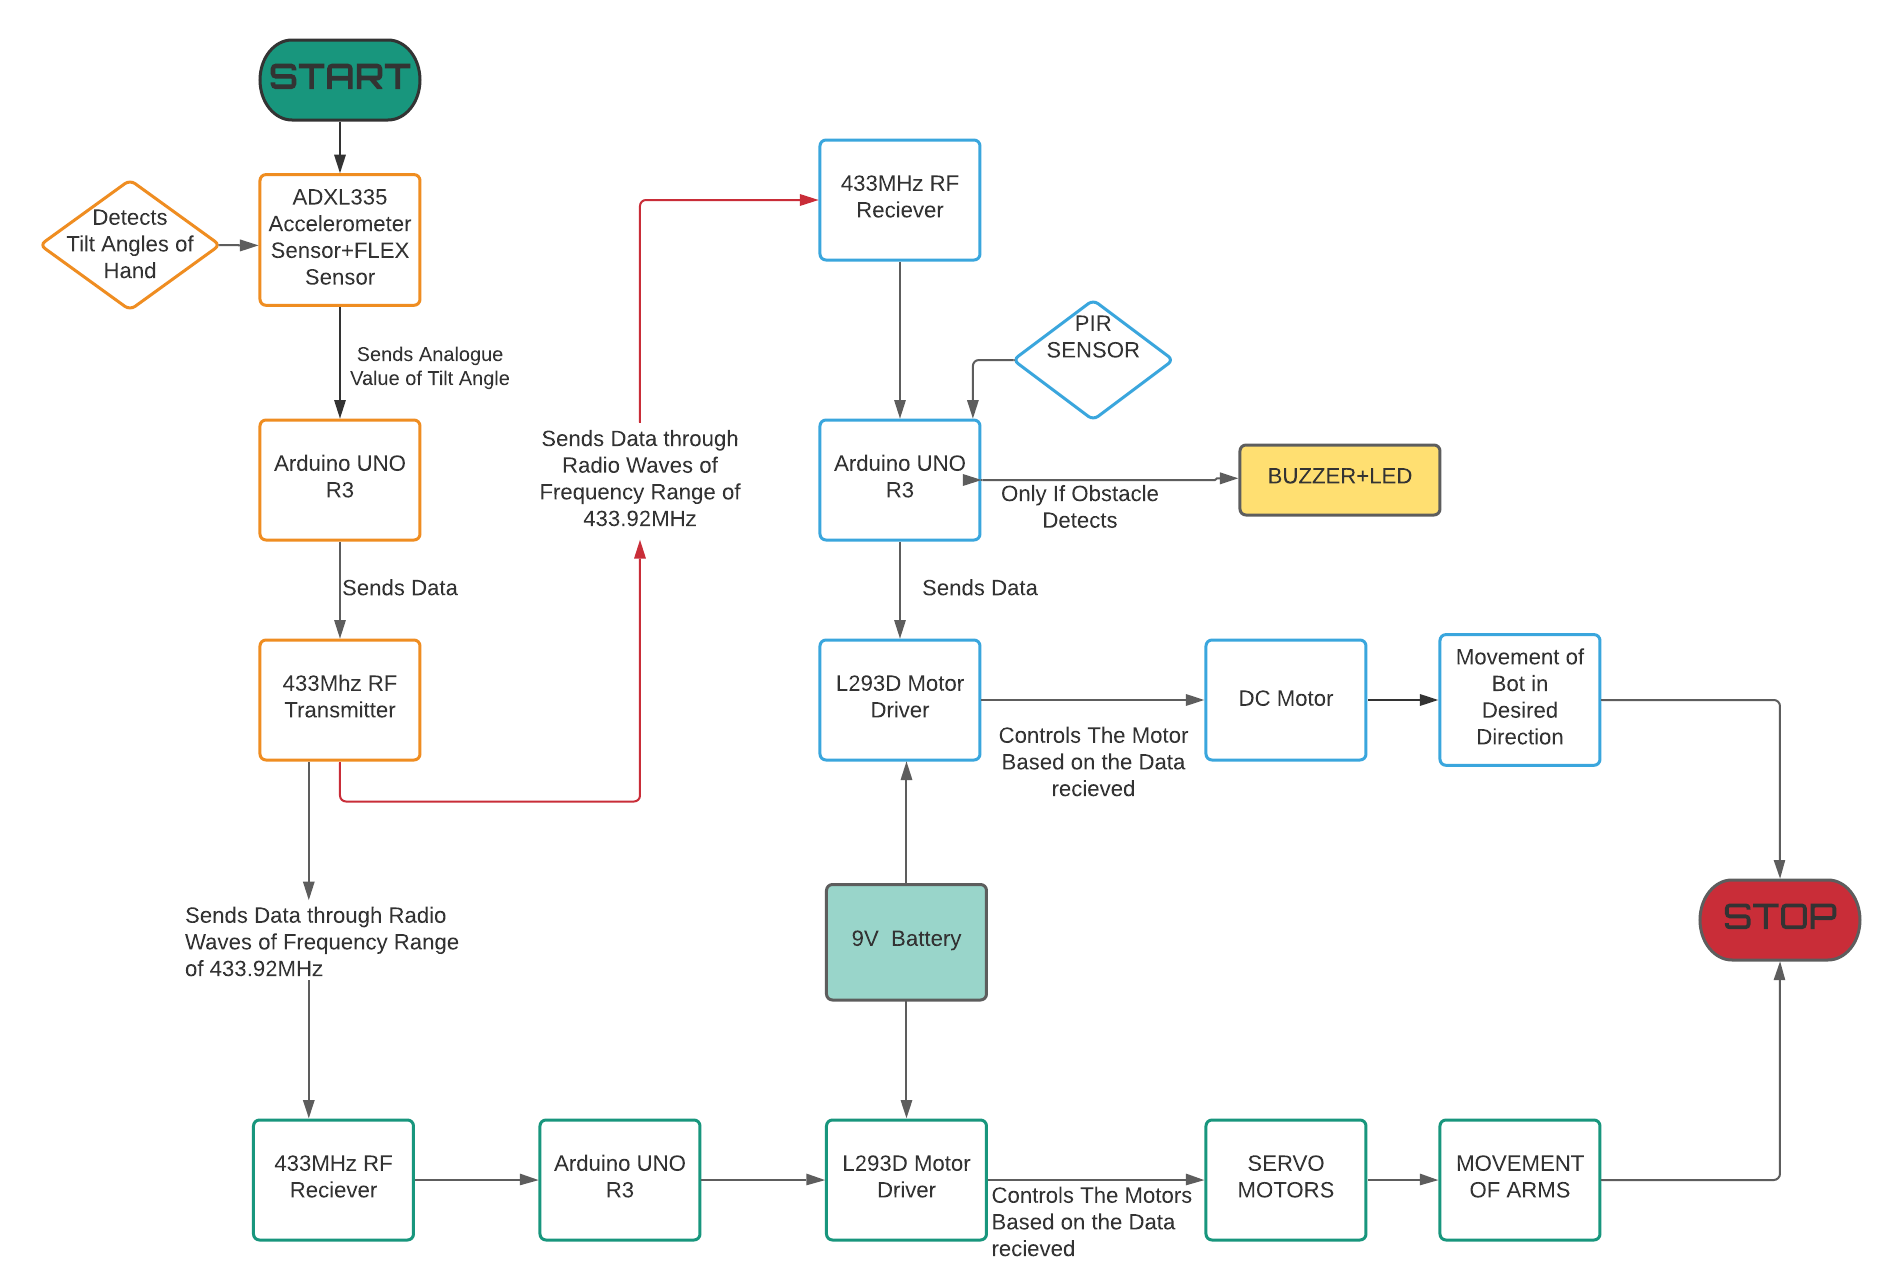 START
Detects
Tilt Angles of
Hand
ADXL335
Accelerometer
Sensor+FLEX
Sensor
Sends Analogue
Value of Tilt Angle
Arduino UNO
R3
Sends Data
433Mhz RF
Transmitter
Sends Data through
Radio Waves of
Frequency Range of
433.92MHz
433MHz RF
Reciever
PIR
SENSOR
Arduino UNO
R3
Only If Obstacle
Detects
BUZZER+LED
Sends Data
L293D Motor
Driver
Controls The Motor
Based on the Data
recieved
DC Motor
Movement of
Bot in
Desired
Direction
9V  Battery
STOP
Sends Data through Radio
Waves of Frequency Range
of 433.92MHz
433MHz RF
Reciever
Arduino UNO
R3
L293D Motor
Driver
Controls The Motors
Based on the Data
recieved
SERVO
MOTORS
MOVEMENT
OF ARMS